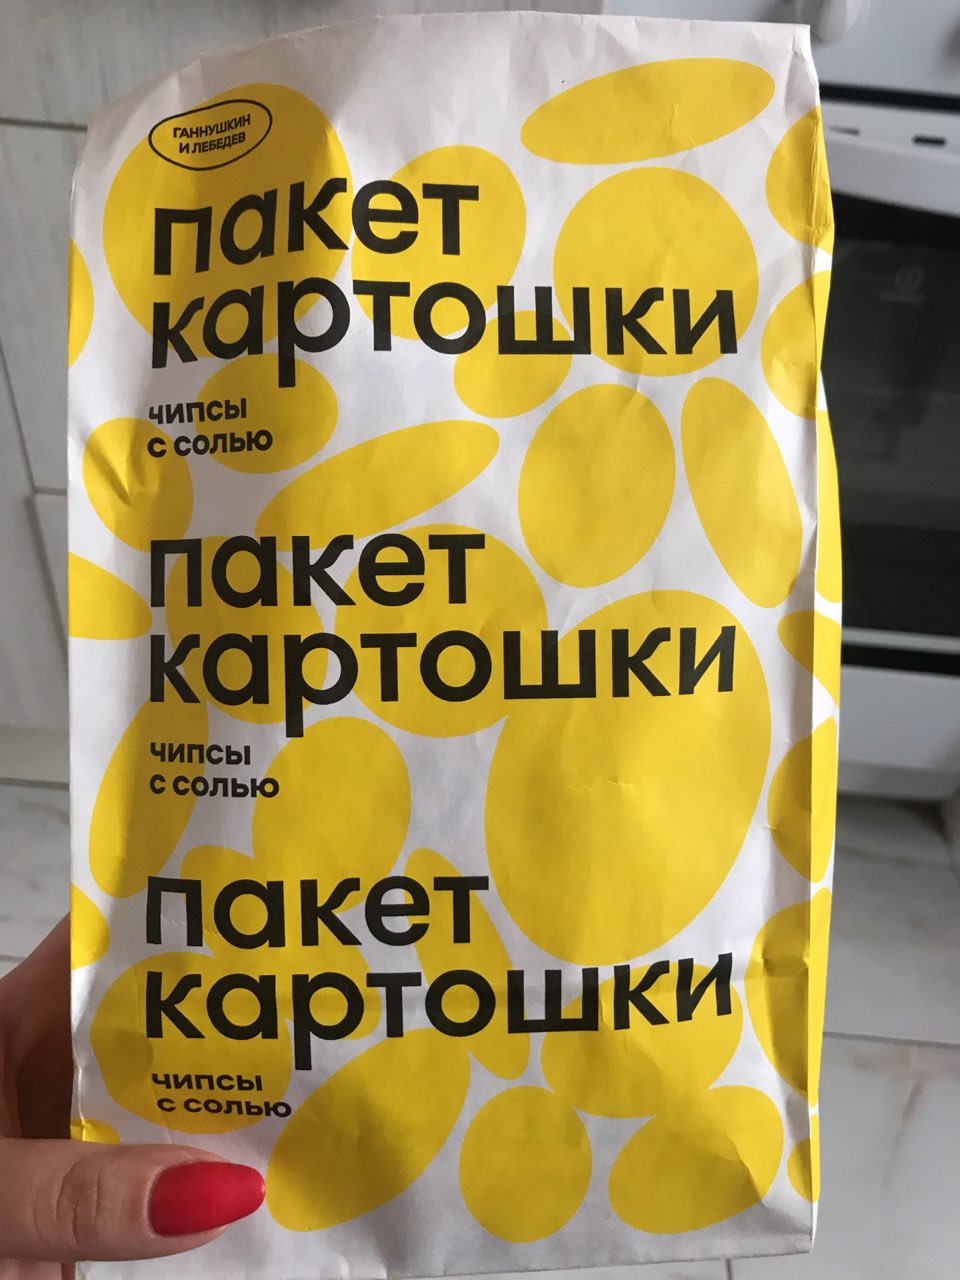 ГАННУШКИН
И ЛЕБЕДЕВ
пакет
картошки
чипсы
с солью
пакет
картошки
чипсы
с солью
пакет
картошки
чипсы
с солью